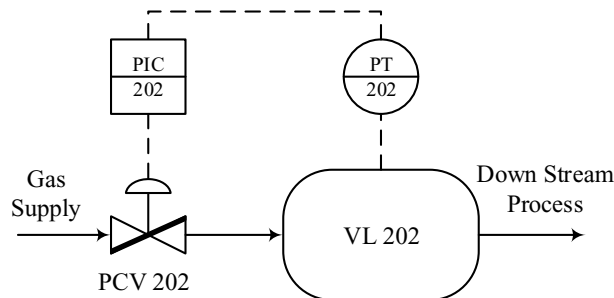 PIC
202
PT
202
Gas
Supply
PCV 202
VL 202
Down Stream
Process